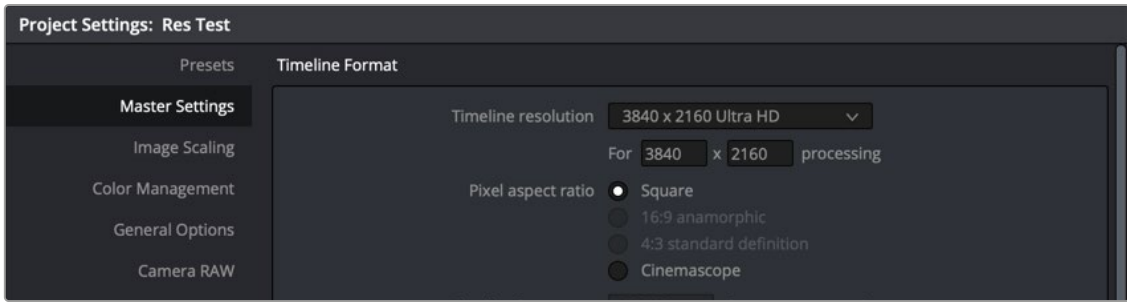 Project Settings: Res Test
Presets
Master Settings
Image Scaling
Color Management
General Options
Camera RAW
Timeline Format
Timeline resolution 3840 x 2160 Ultra HD
For 3840 x 2160 processing
Pixel aspect ratio Square
16:9 anamorphic
4:3 standard definition
Cinemascope